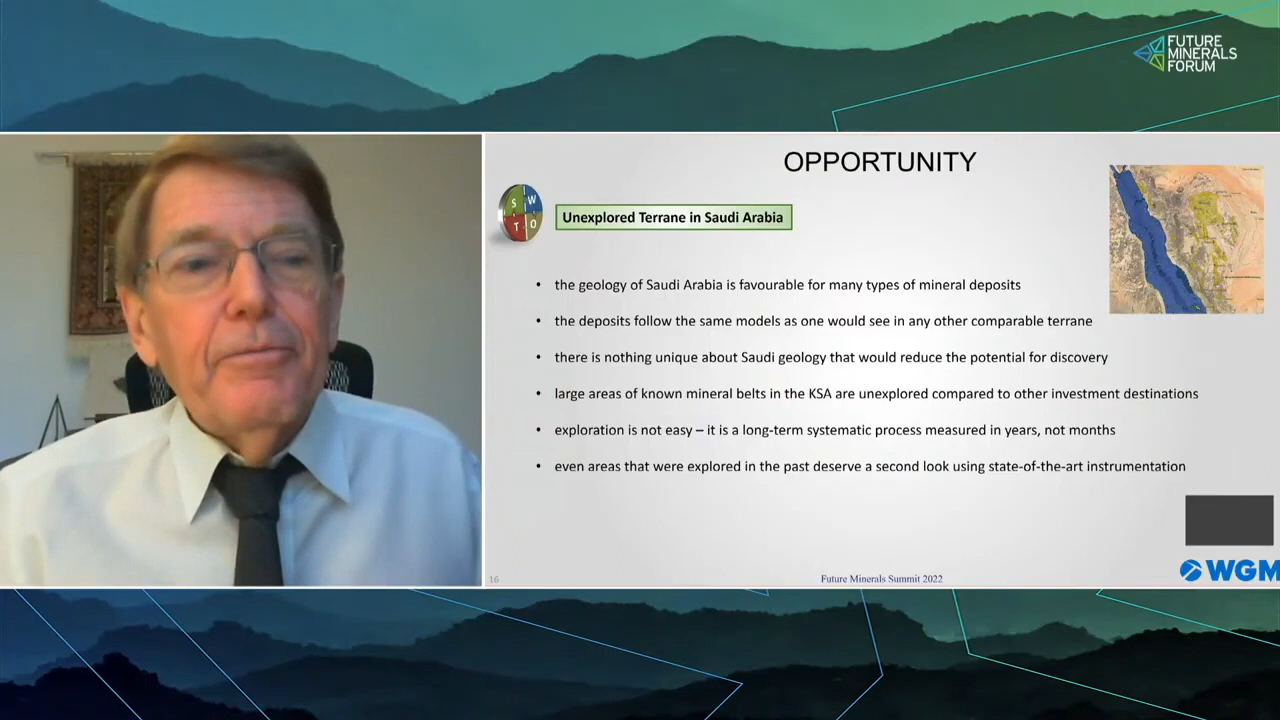 FUTURE
MINERALS
FORUM
OPPORTUNITY
S W
T O
Unexplored Terrane in Saudi Arabia
• the geology of Saudi Arabia is favourable for many types of mineral deposits
• the deposits follow the same models as one would see in any other comparable terrane
• there is nothing unique about Saudi geology that would reduce the potential for discovery
• large areas of known mineral belts in the KSA are unexplored compared to other investment destinations
• exploration is not easy – it is a long-term systematic process measured in years, not months
• even areas that were explored in the past deserve a second look using state-of-the-art instrumentation
16
Future Minerals Summit 2022
WGM